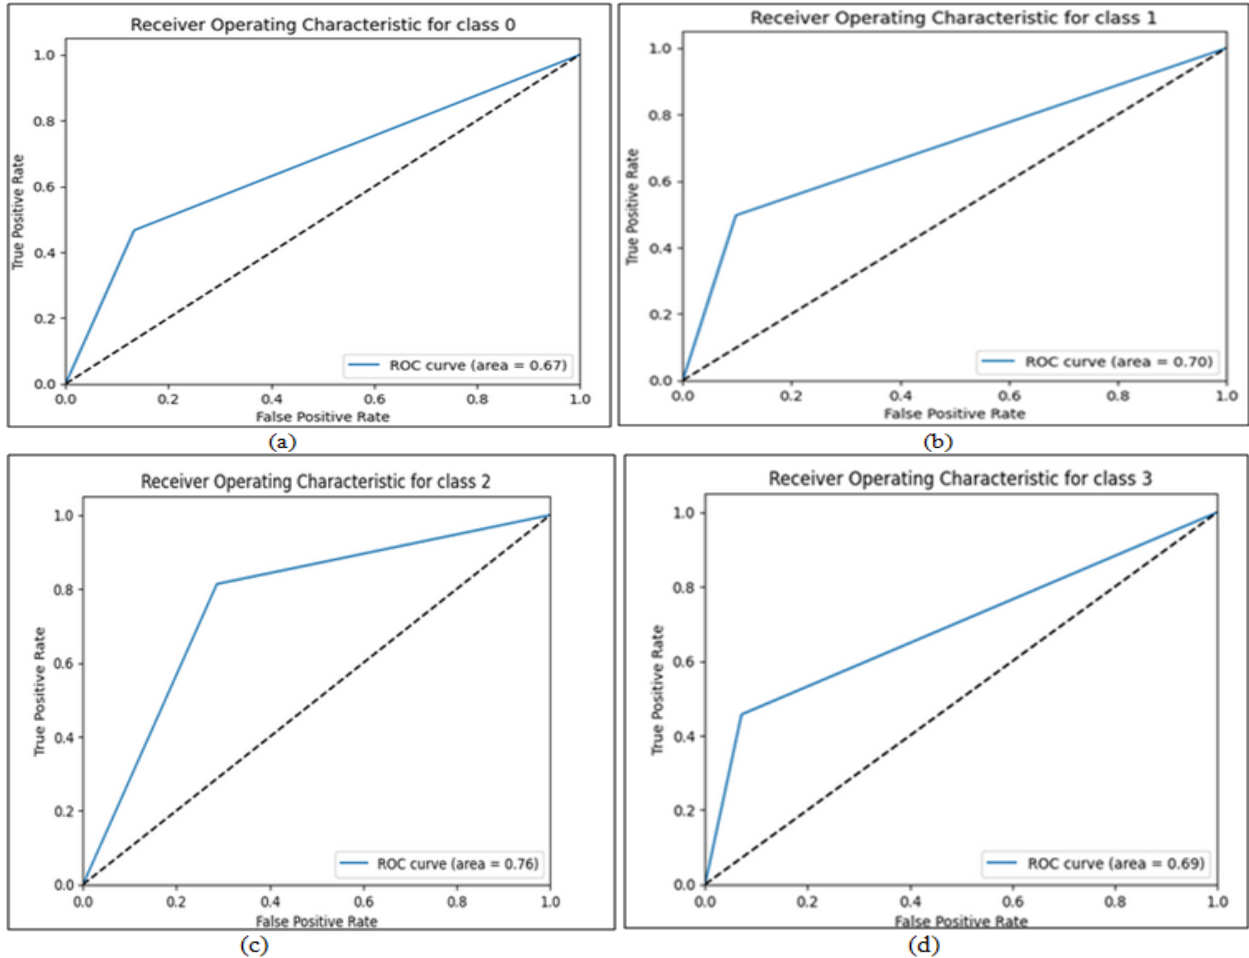 Receiver Operating Characteristic for class 0
1.0
0.8
0.6
0.4
0.2
0.0
True Positive Rate
ROC curve (area = 0.67)
0.0 0.2 0.4 0.6 0.8 1.0
False Positive Rate
(a)
Receiver Operating Characteristic for class 1
1.0
0.8
0.6
0.4
0.2
0.0
True Positive Rate
ROC curve (area = 0.70)
0.0 0.2 0.4 0.6 0.8 1.0
False Positive Rate
(b)
Receiver Operating Characteristic for class 2
1.0
0.8
0.6
0.4
0.2
0.0
True Positive Rate
ROC curve (area = 0.76)
0.0 0.2 0.4 0.6 0.8 1.0
False Positive Rate
(c)
Receiver Operating Characteristic for class 3
1.0
0.8
0.6
0.4
0.2
0.0
True Positive Rate
ROC curve (area = 0.69)
0.0 0.2 0.4 0.6 0.8 1.0
False Positive Rate
(d)